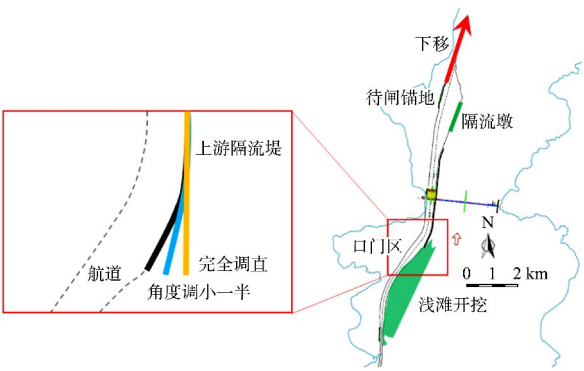 下移
待闸锚地
隔流墩
上游隔流堤
口门区
N
航道
完全调直
角度调小一半
0 1 2 km
浅滩开挖